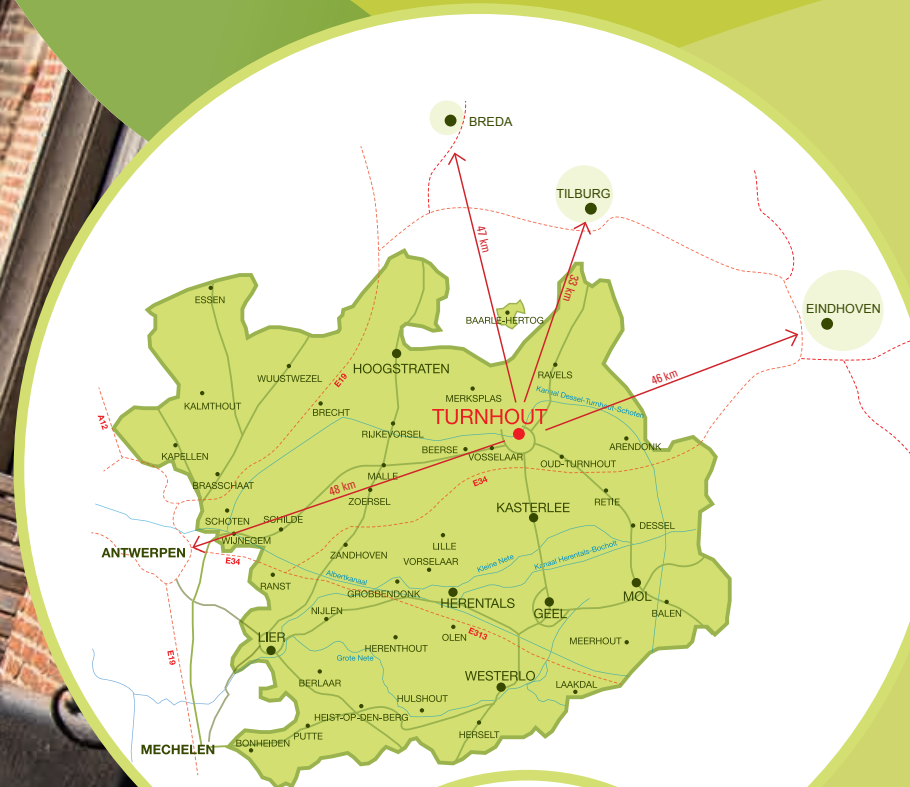 BREDA
TILBURG
47 km
33 km
EINDHOVEN
ESSEN
BAARLE-HERTOG
HOOGSTRATEN
WUUSTWEZEL
E19
RAVELS
46 km
KALMTHOUT
BRECHT
MERKSPLAS
Kanaal Dessel-Turnhout-Schoten
A12
TURNHOUT
RIJKEVORSEL
KAPELLEN
BEERSE
VOSSELAAR
ARENDONK
OUD-TURNHOUT
BRASSCHAAT
MALLE
48 km
E34
ZOERSEL
RETIE
KASTERLEE
SCHOTEN
SCHILDE
DESSEL
WIJNEGEM
LILLE
ANTWERPEN
ZANDHOVEN
VORSELAAR
Kleine Nete
Kanaal Herentals-Bocholt
E34
RANST
Albertkanaal
GROBBENDONK
HERENTALS
MOL
NIJLEN
GEEL
BALEN
LIER
OLEN
E313
MEERHOUT
HERENTHOUT
E19
Grote Nete
BERLAAR
WESTERLO
LAAKDAL
HULSHOUT
HEIST-OP-DEN-BERG
PUTTE
HERSELT
BONHEIDEN
MECHELEN